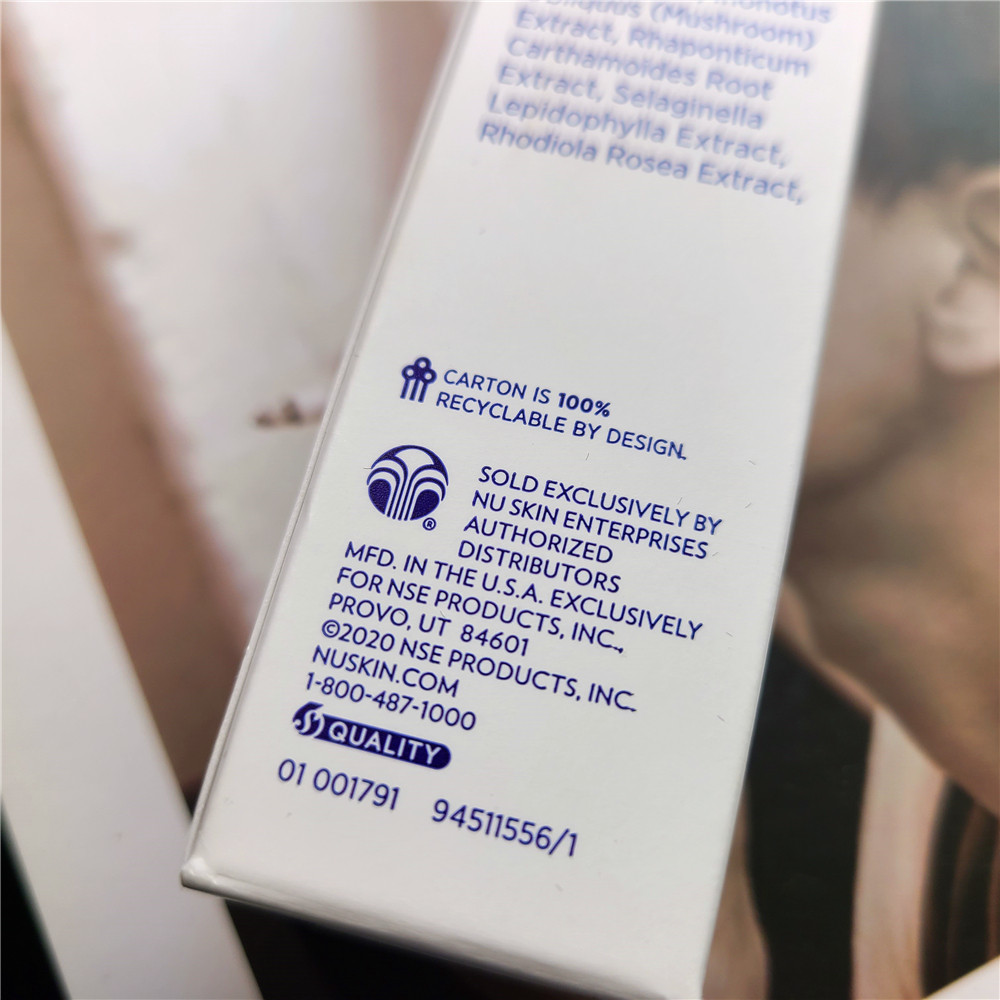 (Mushroom)
Extract, Rhaponticum
Carthamoides Root
Extract, Selaginella
Lepidophylla Extract,
Rhodiola Rosea Extract,
CARTON IS 100%
RECYCLABLE BY DESIGN.
SOLD EXCLUSIVELY BY
NU SKIN ENTERPRISES
AUTHORIZED
DISTRIBUTORS
®
MFD. IN THE U.S.A. EXCLUSIVELY
FOR NSE PRODUCTS, INC.,
PROVO, UT 84601
©2020 NSE PRODUCTS, INC.
NUSKIN.COM
1-800-487-1000
QUALITY
01 001791 94511556/1